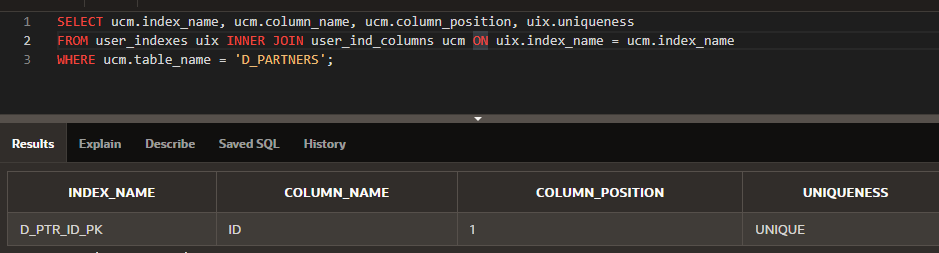 1 SELECT ucm.index_name, ucm.column_name, ucm.column_position, uix.uniqueness
2 FROM user_indexes uix INNER JOIN user_ind_columns ucm ON uix.index_name = ucm.index_name
3 WHERE ucm.table_name = 'D_PARTNERS';
Results Explain Describe Saved SQL History
INDEX_NAME COLUMN_NAME COLUMN_POSITION UNIQUENESS
D_PTR_ID_PK ID 1 UNIQUE